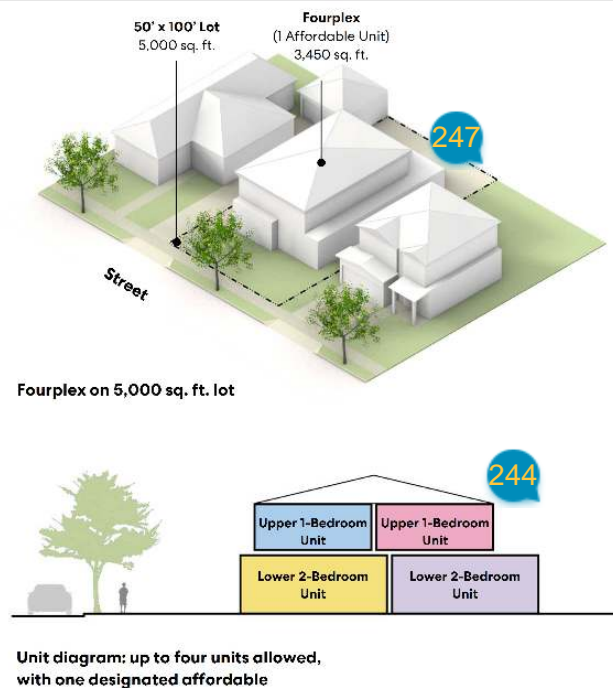 50' x 100' Lot
5,000 sq. ft.
Fourplex
(1 Affordable Unit)
3,450 sq. ft.
247
Street
Fourplex on 5,000 sq. ft. lot
244
Upper 1-Bedroom
Unit
Upper 1-Bedroom
Unit
Lower 2-Bedroom
Unit
Lower 2-Bedroom
Unit
Unit diagram: up to four units allowed,
with one designated affordable